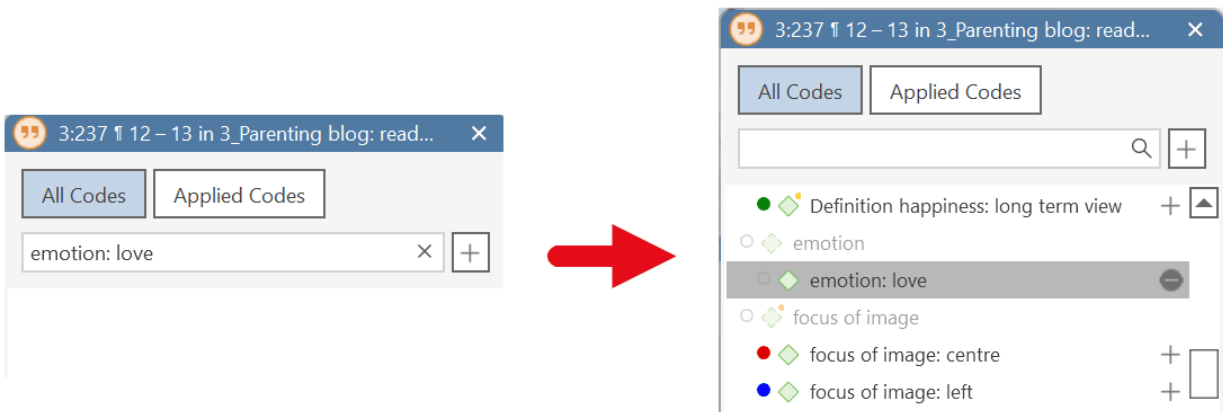 3:237 ¶ 12 – 13 in 3_Parenting blog: read...
All Codes
Applied Codes
emotion: love
3:237 ¶ 12 – 13 in 3_Parenting blog: read...
All Codes
Applied Codes
Definition happiness: long term view
emotion
emotion: love
focus of image
focus of image: centre
focus of image: left